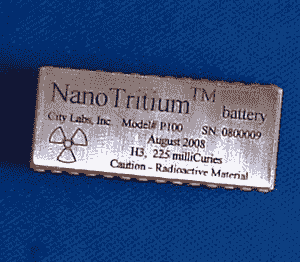 NanoTritium™ battery
City Labs, Inc. Model# P100 SN 0800009
August 2008
H3, 225 milliCuries
Caution - Radioactive Material